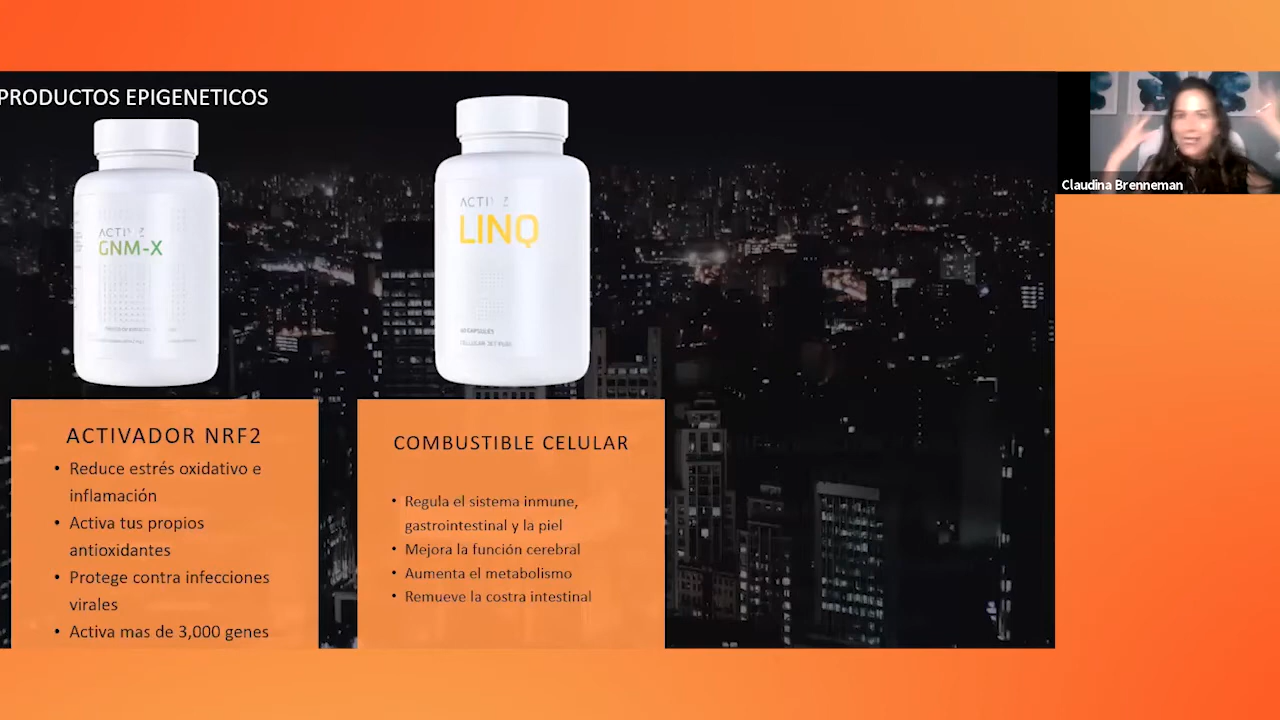 PRODUCTOS EPIGENETICOS
Claudina Brenneman
GNM-X
LINQ
60 CAPSULES
ACTIVADOR NRF2
• Reduce estrés oxidativo e
inflamación
• Activa tus propios
antioxidantes
• Protege contra infecciones
virales
• Activa mas de 3,000 genes
COMBUSTIBLE CELULAR
• Regula el sistema inmune,
gastrointestinal y la piel
• Mejora la función cerebral
• Aumenta el metabolismo
• Remueve la costra intestinal